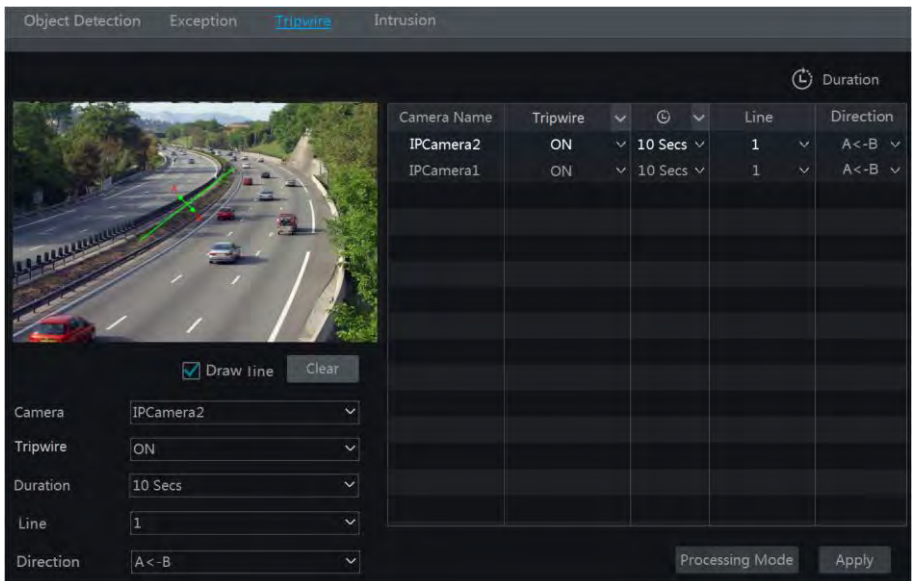 Object Detection Exception Tripwire Intrusion
Duration
Camera Name Tripwire Line Direction
IPCamera2 ON 10 Secs 1 A<-B
IPCamera1 ON 10 Secs 1 A<-B
A
Draw line Clear
Camera IPCamera2
Tripwire ON
Duration 10 Secs
Line 1
Direction A<-B
Processing Mode Apply